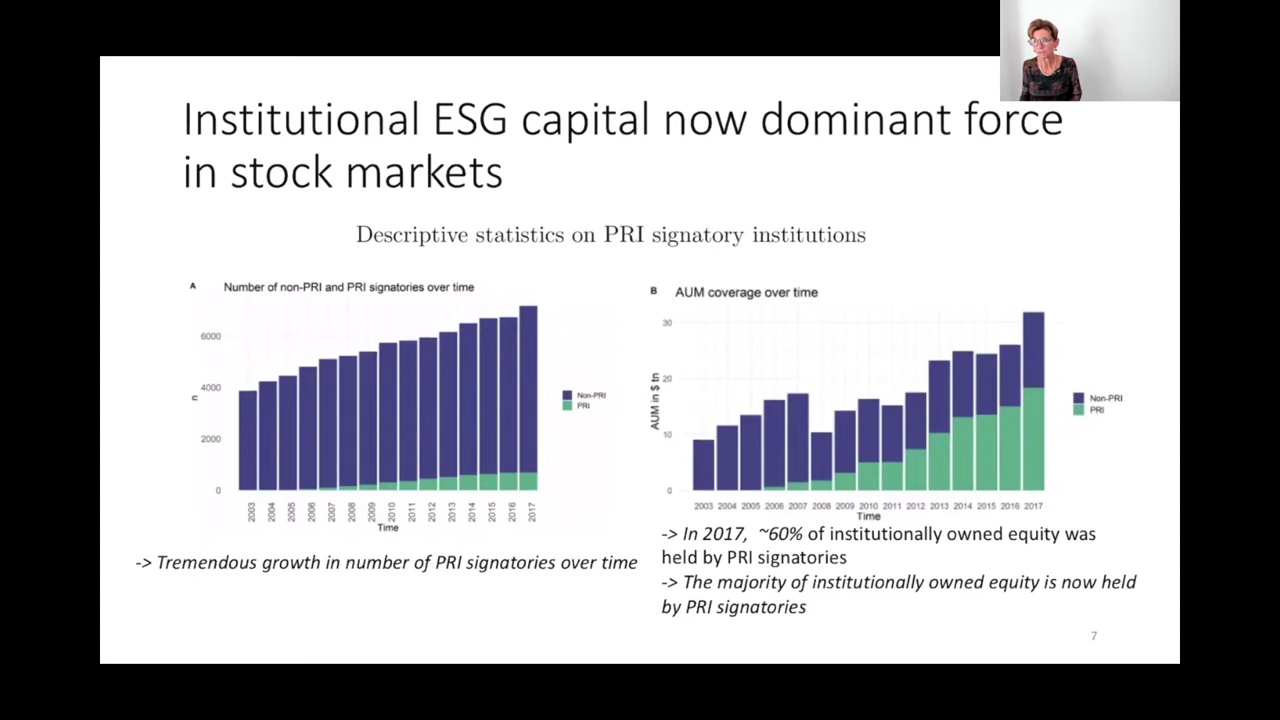 Institutional ESG capital now dominant force
in stock markets
Descriptive statistics on PRI signatory institutions
A Number of non-PRI and PRI signatories over time
6000
4000
2000
0
n
2003 2004 2005 2006 2007 2008 2009 2010 2011 2012 2013 2014 2015 2016 2017
Time
Non-PRI
PRI
-> Tremendous growth in number of PRI signatories over time
B AUM coverage over time
30
20
10
0
AUM in $ tn
2003 2004 2005 2006 2007 2008 2009 2010 2011 2012 2013 2014 2015 2016 2017
Time
Non-PRI
PRI
-> In 2017, ~60% of institutionally owned equity was
held by PRI signatories
-> The majority of institutionally owned equity is now held
by PRI signatories
7